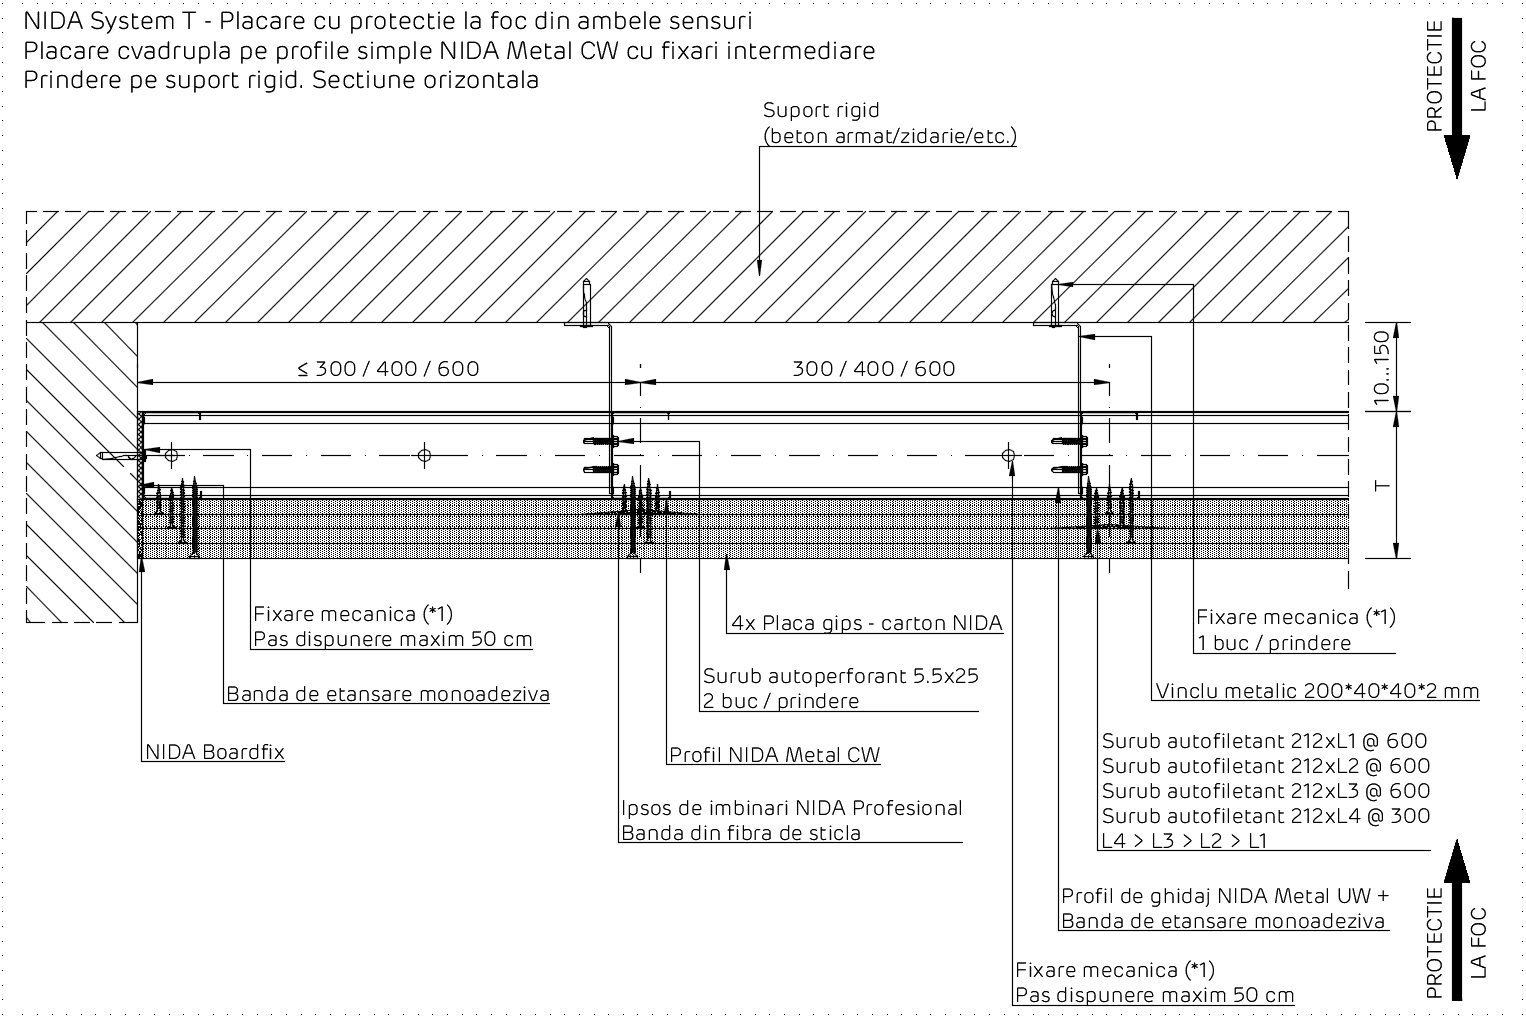 NIDA System T - Placare cu protectie la foc din ambele sensuri
Placare cvadrupla pe profile simple NIDA Metal CW cu fixari intermediare
Prindere pe suport rigid. Sectiune orizontala
PROTECTIE
LA FOC
Suport rigid
(beton armat/zidarie/etc.)
≤ 300 / 400 / 600
300 / 400 / 600
10...150
T
Fixare mecanica (*1)
Pas dispunere maxim 50 cm
Banda de etansare monoadeziva
NIDA Boardfix
4x Placa gips - carton NIDA
Surub autoperforant 5.5x25
2 buc / prindere
Profil NIDA Metal CW
Ipsos de imbinari NIDA Profesional
Banda din fibra de sticla
Fixare mecanica (*1)
1 buc / prindere
Vinclu metalic 200*40*40*2 mm
Surub autofiletant 212xL1 @ 600
Surub autofiletant 212xL2 @ 600
Surub autofiletant 212xL3 @ 600
Surub autofiletant 212xL4 @ 300
L4 > L3 > L2 > L1
Profil de ghidaj NIDA Metal UW +
Banda de etansare monoadeziva
Fixare mecanica (*1)
Pas dispunere maxim 50 cm
PROTECTIE
LA FOC